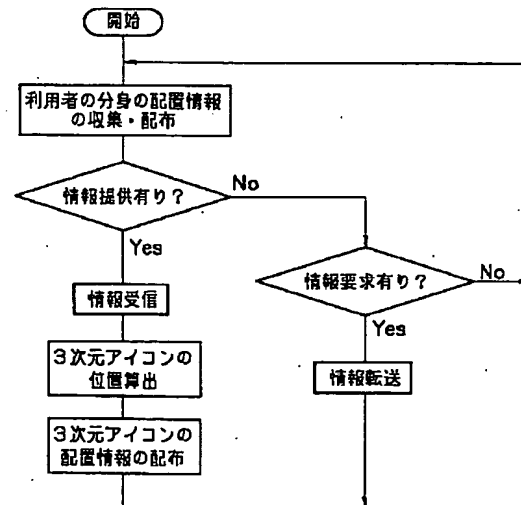 開始
利用者の分身の配置情報
の収集・配布
情報提供有り？
No
Yes
情報要求有り？
No
Yes
情報受信
3次元アイコンの
位置算出
情報転送
3次元アイコンの
配置情報の配布